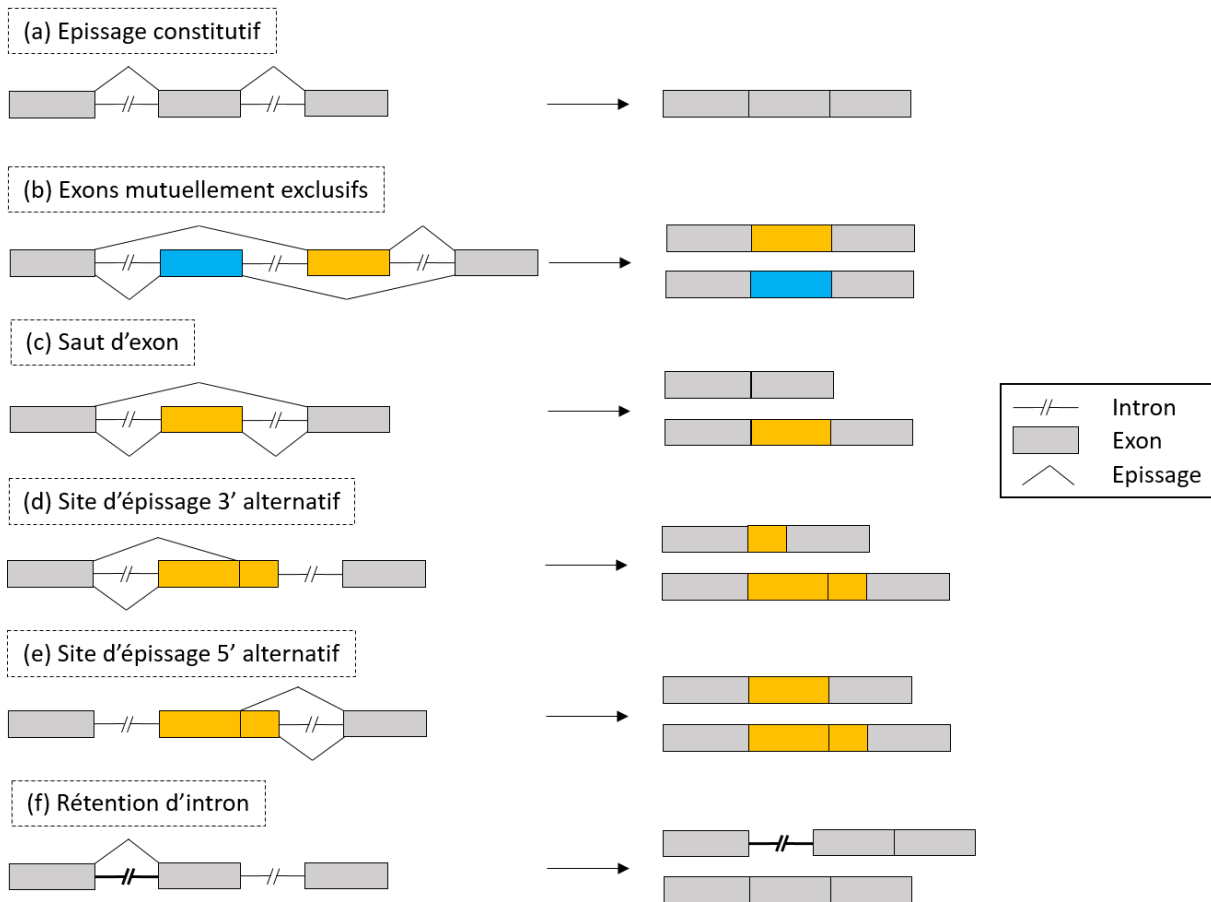 (a) Epissage constitutif
(b) Exons mutuellement exclusifs
(c) Saut d’exon
(d) Site d’épissage 3’ alternatif
(e) Site d’épissage 5’ alternatif
(f) Rétention d’intron
Intron
Exon
Epissage